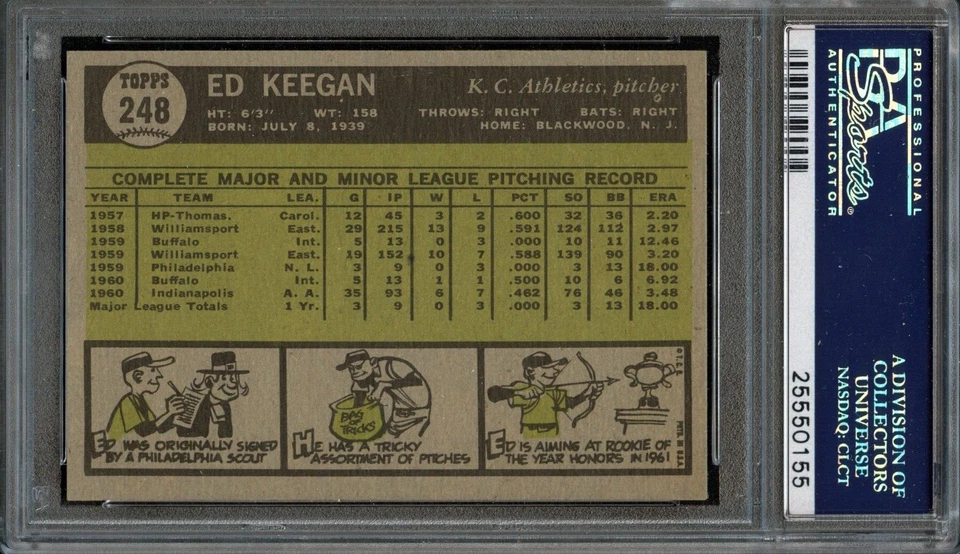 TOPPS
248
ED KEEGAN
K. C. Athletics, pitcher
HT: 6'3" WT: 158 THROWS: RIGHT BATS: RIGHT
BORN: JULY 8, 1939 HOME: BLACKWOOD, N. J.
COMPLETE MAJOR AND MINOR LEAGUE PITCHING RECORD
YEAR TEAM LEA. G IP W L PCT SO BB ERA
1957 HP-Thomas. Carol. 12 45 3 2 .600 32 36 2.20
1958 Williamsport East. 29 215 13 9 .591 124 112 2.97
1959 Buffalo Int. 5 13 0 3 .000 10 11 12.46
1959 Williamsport East. 19 152 10 7 .588 139 90 3.20
1959 Philadelphia N. L. 3 9 0 3 .000 3 13 18.00
1960 Buffalo Int. 5 13 1 1 .500 10 6 6.92
1960 Indianapolis A. A. 35 93 6 7 .462 76 46 3.48
Major League Totals 1 Yr. 3 9 0 3 .000 3 13 18.00
ED WAS ORIGINALLY SIGNED
BY A PHILADELPHIA SCOUT
BAG
OF
TRICKS
HE HAS A TRICKY
ASSORTMENT OF PITCHES
ED IS AIMING AT ROOKIE OF
THE YEAR HONORS IN 1961
© T.C.G.
PRTD. IN U.S.A.
PROFESSIONAL
PSA
Sports®
AUTHENTICATOR
A DIVISION OF
COLLECTORS
UNIVERSE
NASDAQ: CLCT
25550155